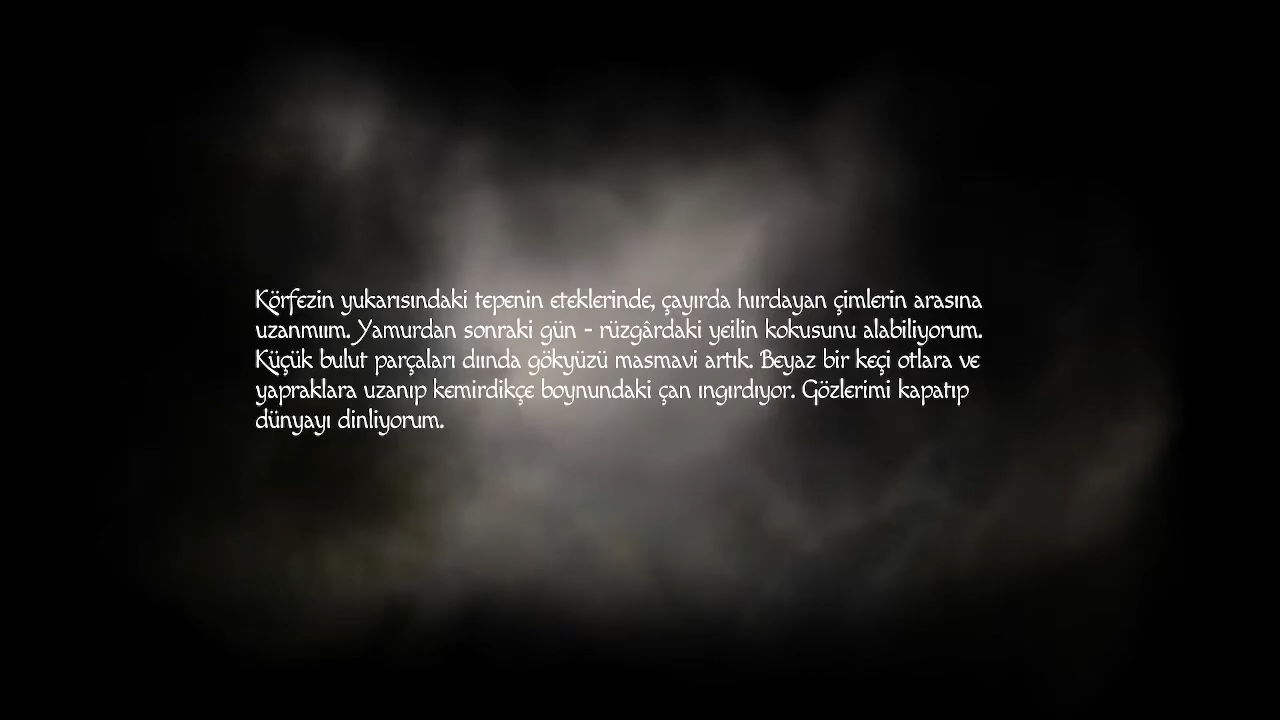 Körfezin yukarısındaki tepenin eteklerinde, çayırda hıırdayan çimlerin arasına
uzanmıım. Yamurdan sonraki gün - rüzgârdaki yeilin kokusunu alabiliyorum.
Küçük bulut parçaları dıında gökyüzü masmavi artık. Beyaz bir keçi otlara ve
yapraklara uzanıp kemirdikçe boynundaki çan ıngırdıyor. Gözlerimi kapatıp
dünyayı dinliyorum.